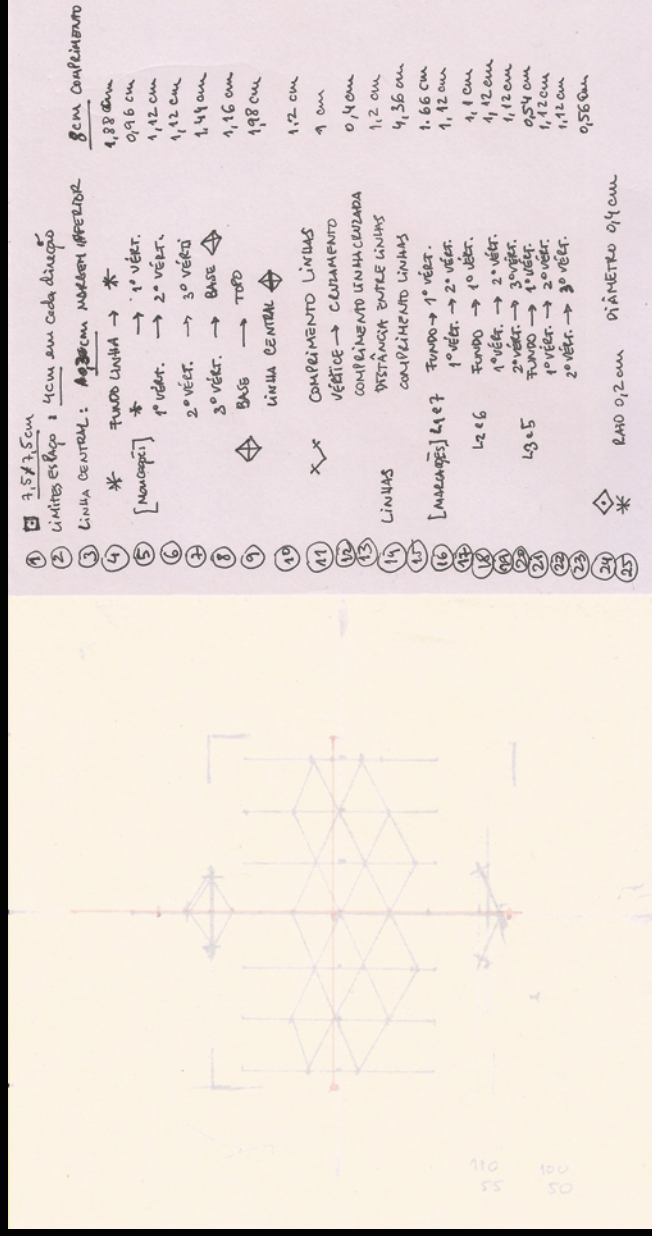 ① ⊡ 7,5x7,5cm
② LiMiTES ESPAÇO : 4cm em cada direção
③ LiNHA CENTRAL: cm MARGEM INFERIOR 8cm COMPRIMENTO
④ * FUNDO LINHA → * 1,88 cm
⑤ * → 1º VÉRT. 0,96 cm
⑥ 1º VÉRT. → 2º VÉRT. 1,12 cm
⑦ 2º VÉRT. → 3º VÉRT 1,12 cm
⑧ 3º VÉRT. → BASE 1,44 cm
⑨ BASE → TOPO 1,16 cm
⑩ LiNHA CENTRAL 1,98 cm
⑪ COMPRIMENTO LiNHAS 1.2 cm
⑫ VÉRTICE → CRUZAMENTO 1 cm
⑬ COMPRIMENTO LINHA CRUZADA 0,4 cm
⑭ LiNHAS DISTÂNCIA ENTRE LiNHAS 1,2 cm
⑮ COMPRIMENTO LINHAS 4,36 cm
⑯ [MARCAÇÕES] L1 e 7 FUNDO → 1º VÉRT. 1.66 cm
⑰ 1º VÉRT. → 2º VÉRT. 1,12 cm
⑱ L2 e 6 FUNDO → 1º VÉRT. 1,1 cm
⑲ 1º VÉRT. → 2º VÉRT. 1,12 cm
⑳ 2º VÉRT. → 3º VÉRT. 1,12 cm
㉑ L3 e 5 FUNDO → 1º VÉRT. 0,54 cm
㉒ 1º VÉRT. → 2º VÉRT. 1,12 cm
㉓ 2º VÉRT. → 3º VÉRT. 1,12 cm
0,56 cm
㉔
㉕ * RAIO 0,2 cm DiÂMETRO 0,4 cm
110 100
55 50